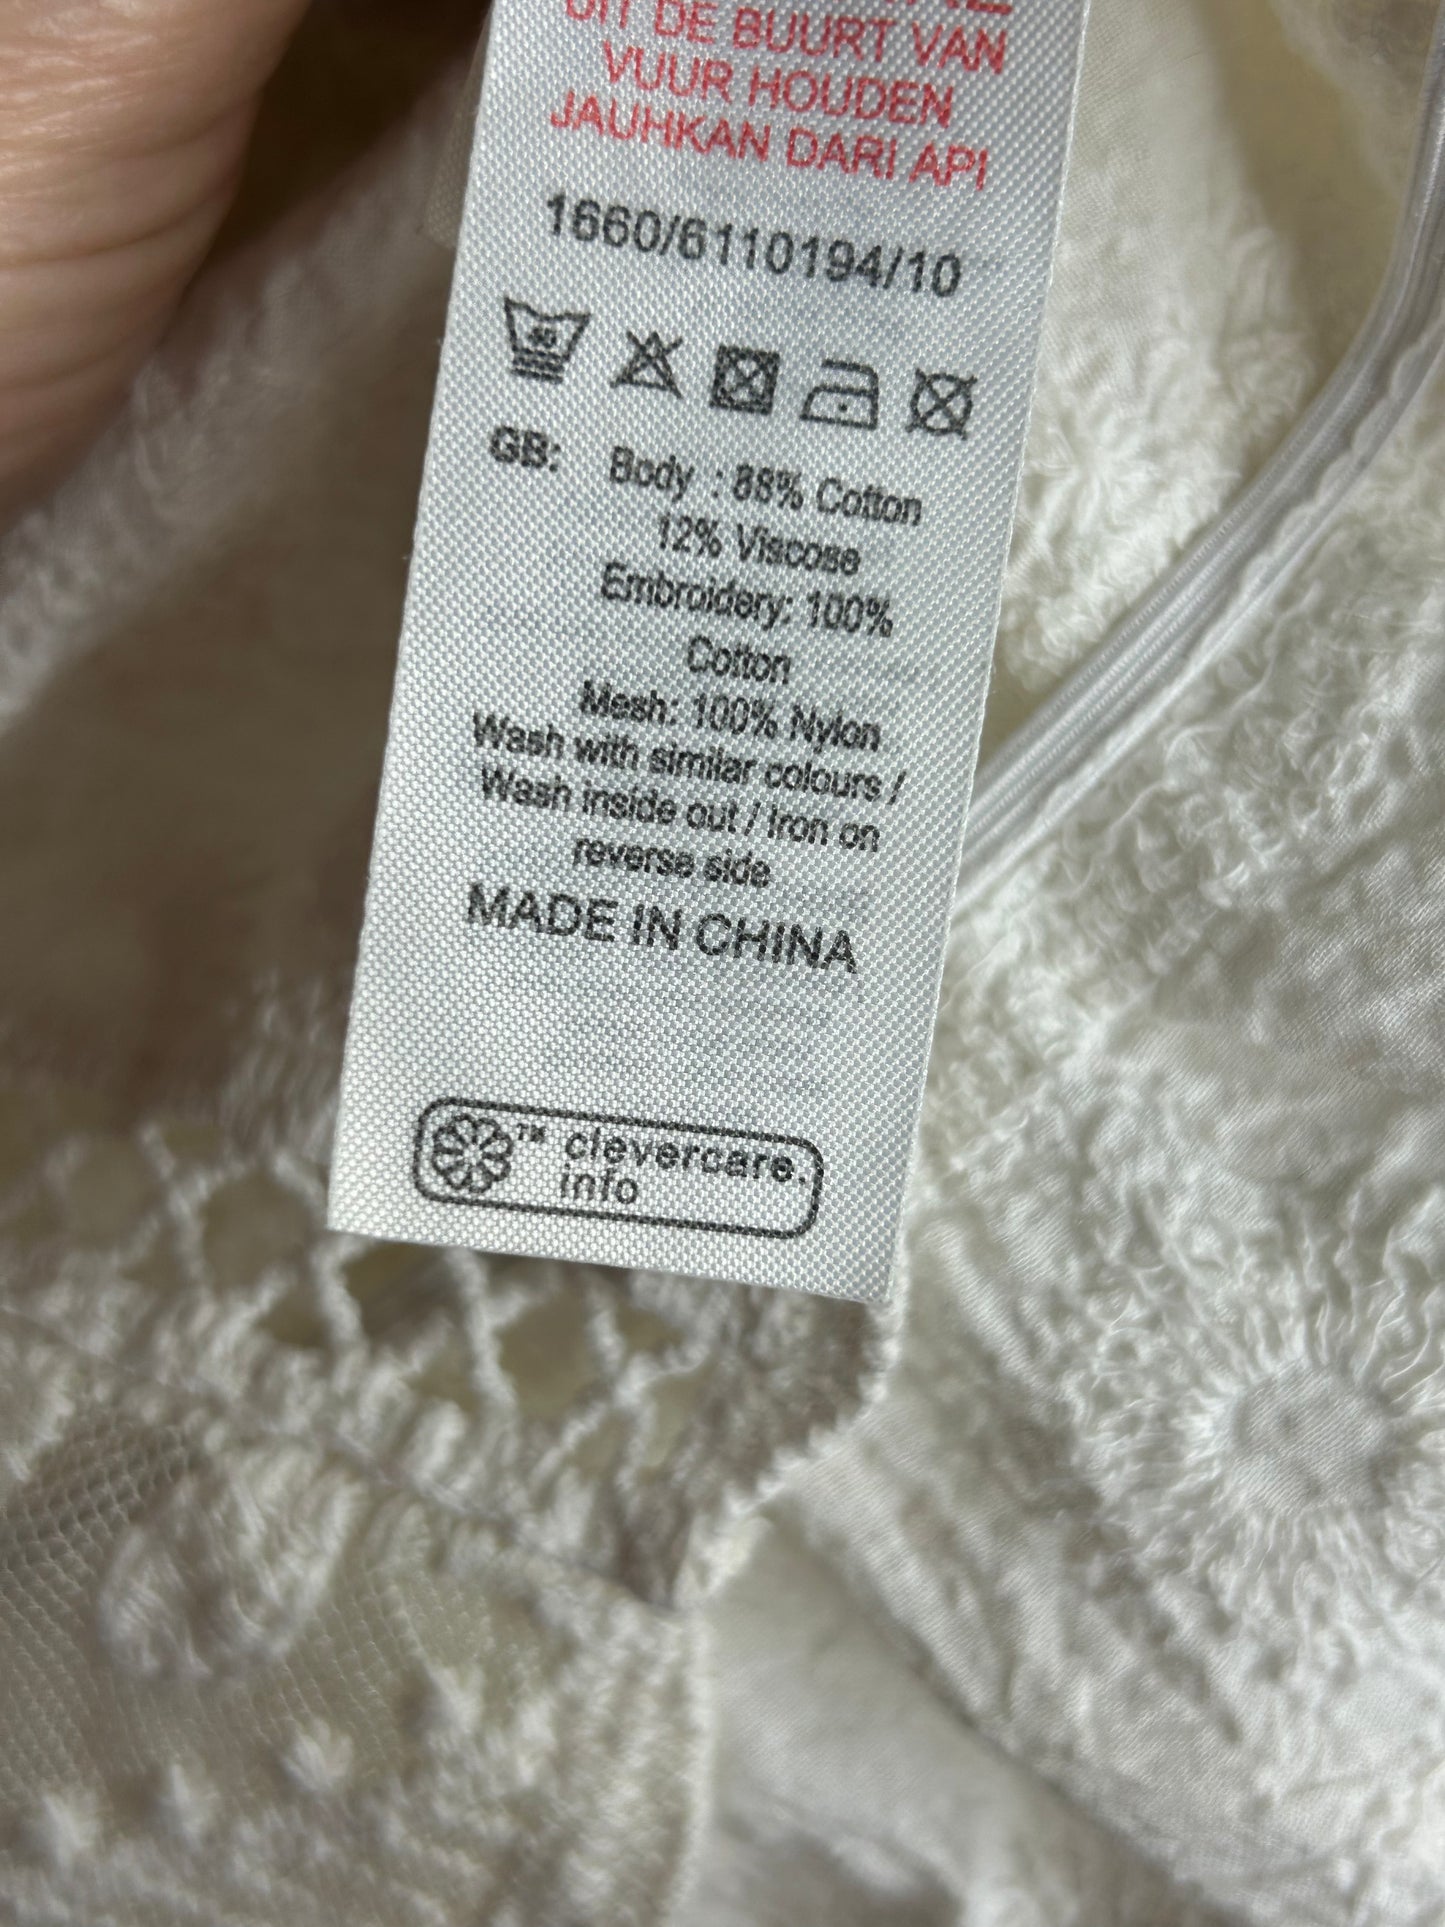 UIT DE BUURT VAN
VUUR HOUDEN
JAUHKAN DARI API
1660/6110194/10
GB: Body : 88% Cotton
12% Viscose
Embroidery: 100%
Cotton
Mesh: 100% Nylon
Wash with similar colours /
Wash inside out / Iron on
reverse side
MADE IN CHINA
™ clevercare.
info